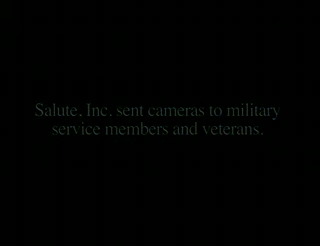 Salute, Inc. sent cameras to military
service members and veterans.